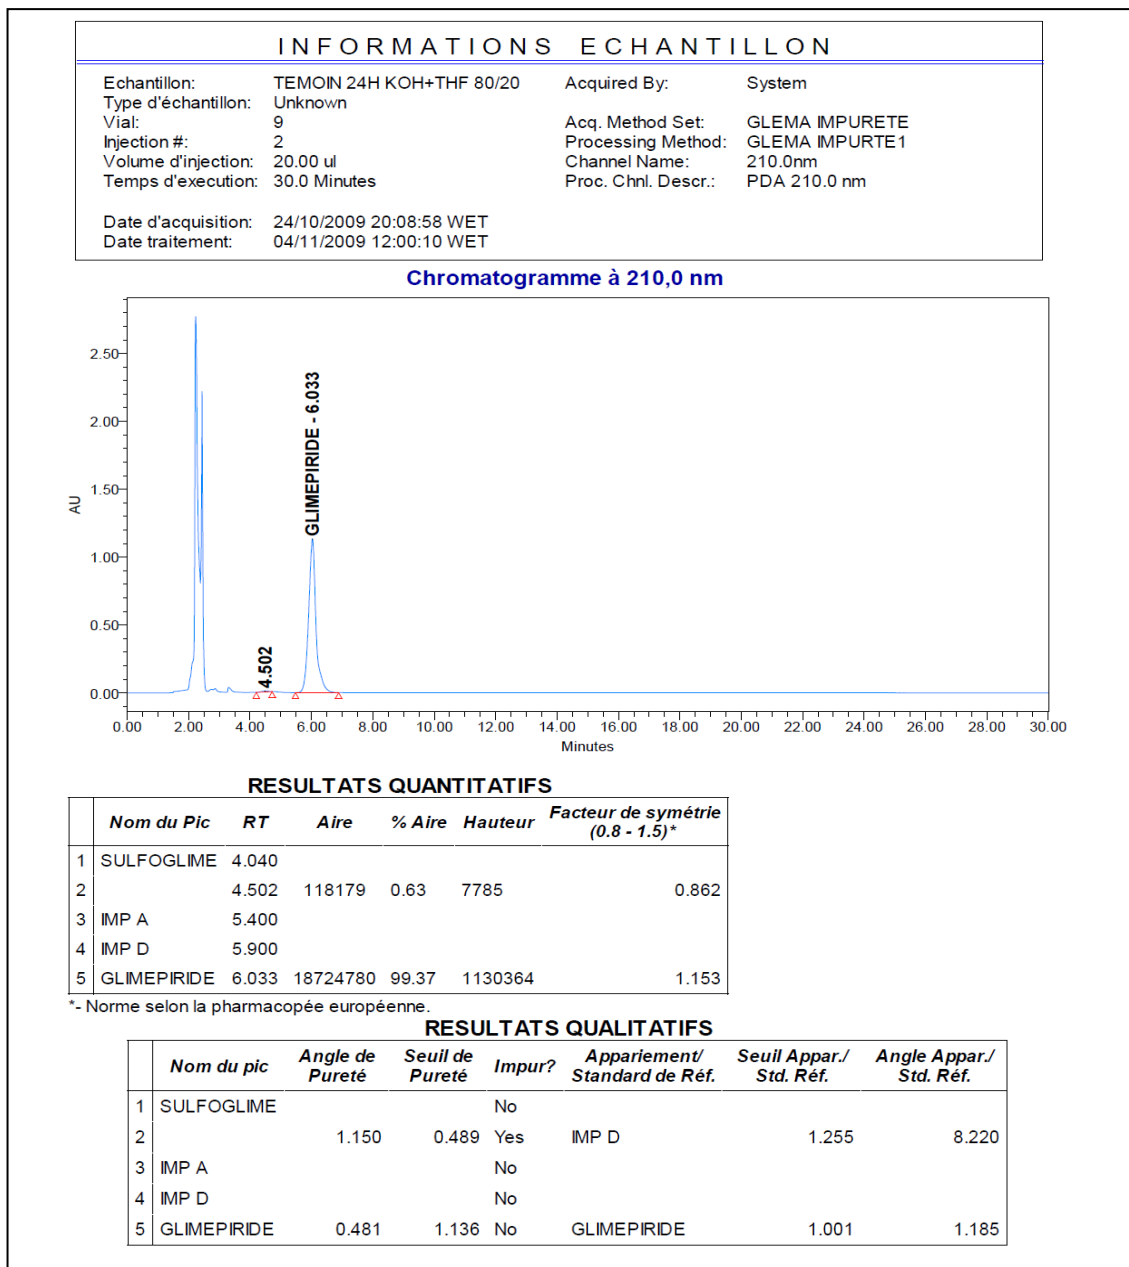 INFORMATIONS ECHANTILLON
Echantillon: TEMOIN 24H KOH+THF 80/20 Acquired By: System
Type d'échantillon: Unknown
Vial: 9 Acq. Method Set: GLEMA IMPURETE
Injection #: 2 Processing Method: GLEMA IMPURTE1
Volume d'injection: 20.00 ul Channel Name: 210.0nm
Temps d'execution: 30.0 Minutes Proc. Chnl. Descr.: PDA 210.0 nm
Date d'acquisition: 24/10/2009 20:08:58 WET
Date traitement: 04/11/2009 12:00:10 WET
Chromatogramme à 210,0 nm
AU
2.50
2.00
1.50
1.00
0.50
0.00
4.502
GLIMEPIRIDE - 6.033
0.00 2.00 4.00 6.00 8.00 10.00 12.00 14.00 16.00 18.00 20.00 22.00 24.00 26.00 28.00 30.00
Minutes
RESULTATS QUANTITATIFS
Nom du Pic RT Aire % Aire Hauteur Facteur de symétrie
(0.8 - 1.5)*
1 SULFOGLIME 4.040
2 4.502 118179 0.63 7785 0.862
3 IMP A 5.400
4 IMP D 5.900
5 GLIMEPIRIDE 6.033 18724780 99.37 1130364 1.153
*- Norme selon la pharmacopée européenne.
RESULTATS QUALITATIFS
Nom du pic Angle de Seuil de Impur? Appariement/ Seuil Appar./ Angle Appar./
Pureté Pureté Standard de Réf. Std. Réf. Std. Réf.
1 SULFOGLIME No
2 1.150 0.489 Yes IMP D 1.255 8.220
3 IMP A No
4 IMP D No
5 GLIMEPIRIDE 0.481 1.136 No GLIMEPIRIDE 1.001 1.185